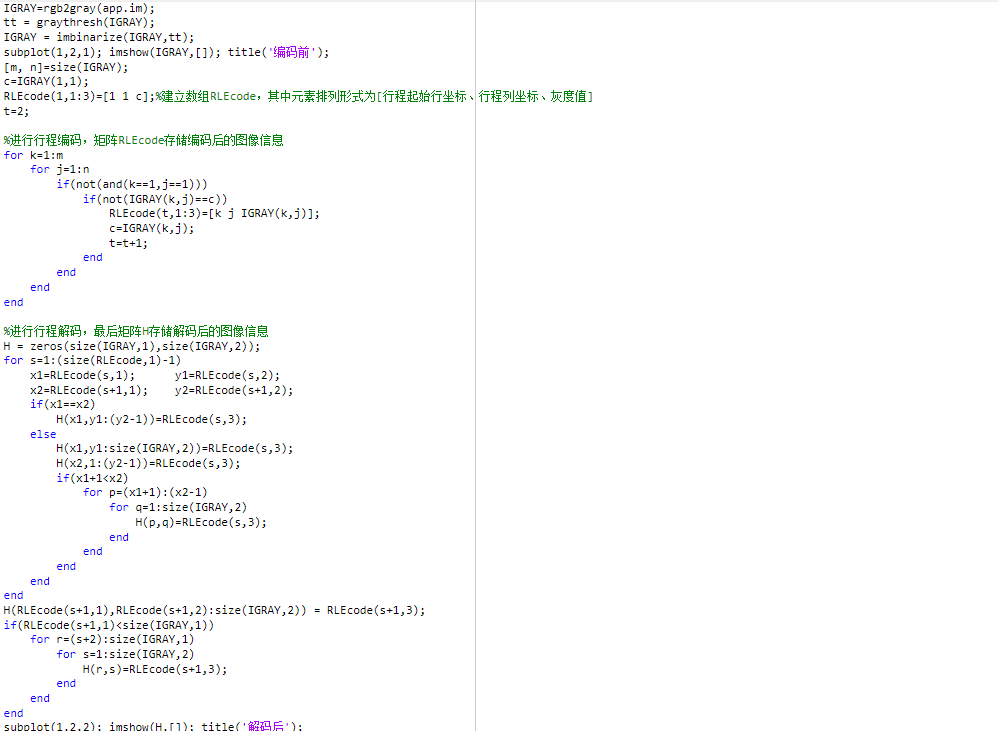 IGRAY=rgb2gray(app.im);
tt = graythresh(IGRAY);
IGRAY = imbinarize(IGRAY,tt);
subplot(1,2,1); imshow(IGRAY,[]); title('编码前');
[m, n]=size(IGRAY);
c=IGRAY(1,1);
RLEcode(1,1:3)=[1 1 c];%建立数组RLEcode，其中元素排列形式为[行程起始行坐标、行程列坐标、灰度值]
t=2;
%进行行程编码，矩阵RLEcode存储编码后的图像信息
for k=1:m
for j=1:n
if(not(and(k==1,j==1)))
if(not(IGRAY(k,j)==c))
RLEcode(t,1:3)=[k j IGRAY(k,j)];
c=IGRAY(k,j);
t=t+1;
end
end
end
end
%进行行程解码，最后矩阵H存储解码后的图像信息
H = zeros(size(IGRAY,1),size(IGRAY,2));
for s=1:(size(RLEcode,1)-1)
x1=RLEcode(s,1); y1=RLEcode(s,2);
x2=RLEcode(s+1,1); y2=RLEcode(s+1,2);
if(x1==x2)
H(x1,y1:(y2-1))=RLEcode(s,3);
else
H(x1,y1:size(IGRAY,2))=RLEcode(s,3);
H(x2,1:(y2-1))=RLEcode(s,3);
if(x1+1<x2)
for p=(x1+1):(x2-1)
for q=1:size(IGRAY,2)
H(p,q)=RLEcode(s,3);
end
end
end
end
end
H(RLEcode(s+1,1),RLEcode(s+1,2):size(IGRAY,2)) = RLEcode(s+1,3);
if(RLEcode(s+1,1)<size(IGRAY,1))
for r=(s+2):size(IGRAY,1)
for s=1:size(IGRAY,2)
H(r,s)=RLEcode(s+1,3);
end
end
end
subplot(1,2,2); imshow(H,[]); title('解码后');